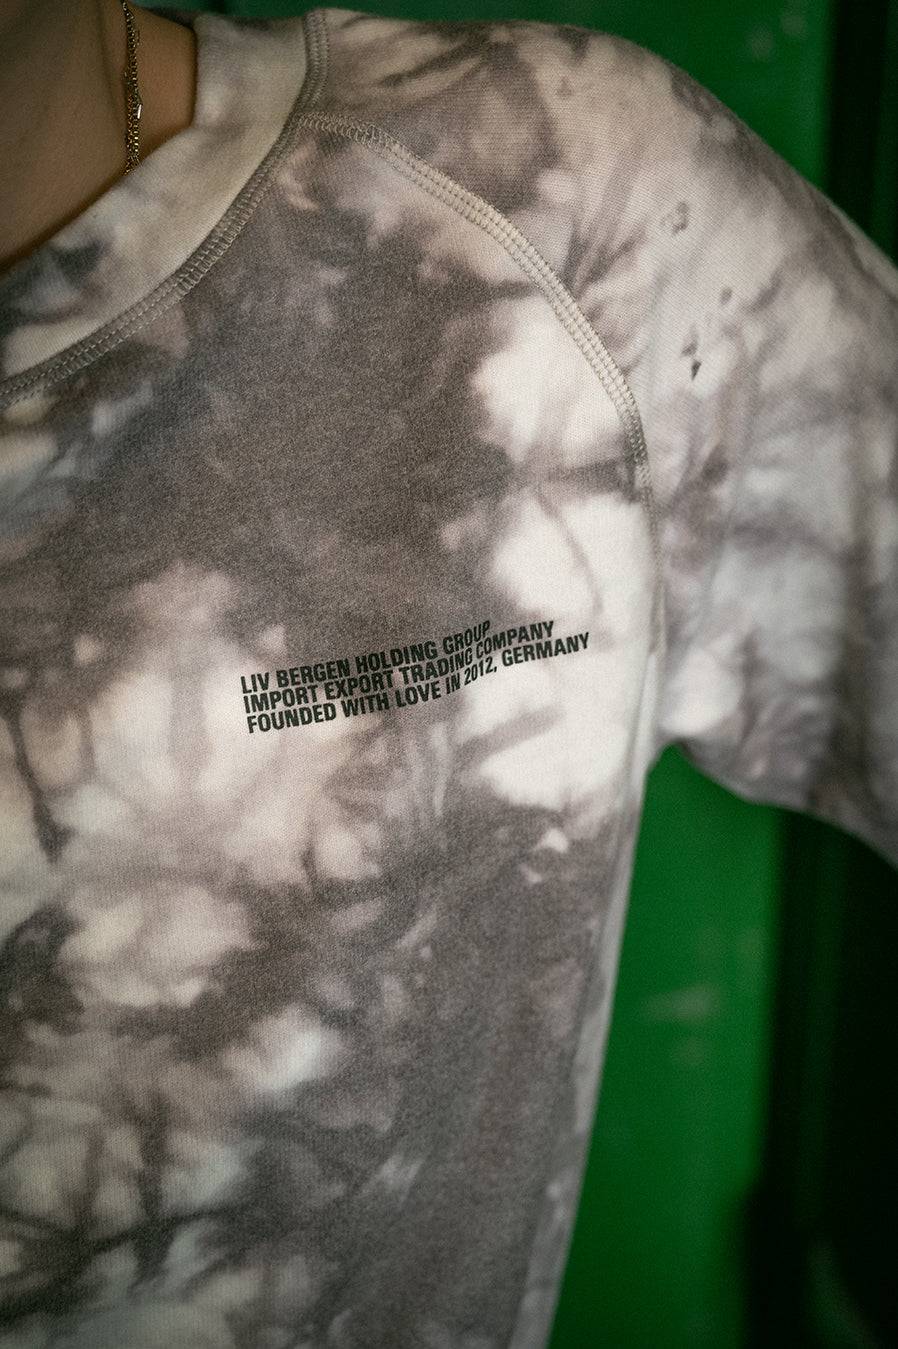 LIV BERGEN HOLDING GROUP
IMPORT EXPORT TRADING COMPANY
FOUNDED WITH LOVE IN 2012, GERMANY